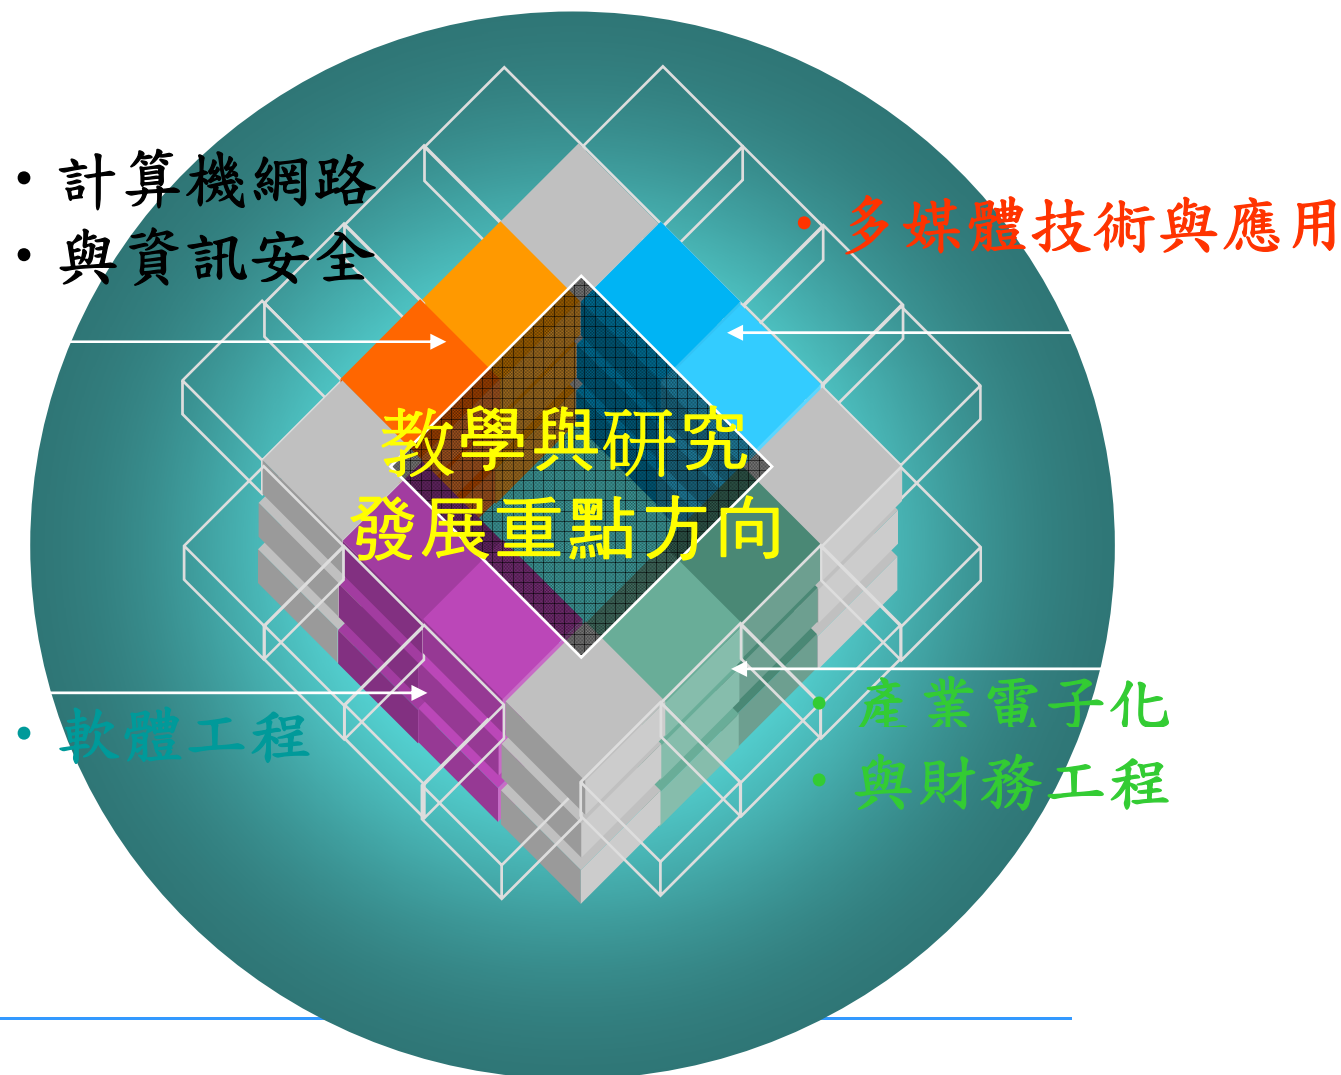 • 計算機網路
• 與資訊安全
• 多媒體技術與應用
教學與研究
發展重點方向
• 軟體工程
• 產業電子化
• 與財務工程